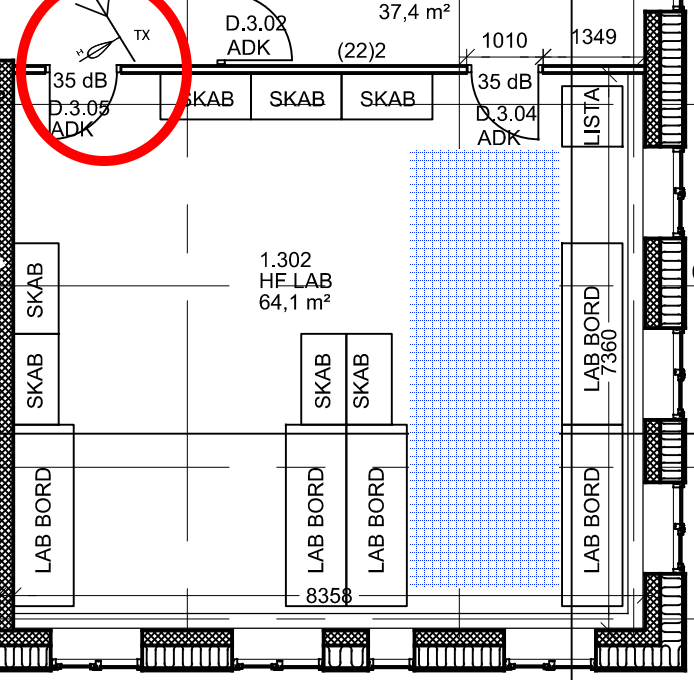 37,4 m²
D.3.02
ADK
TX
H
(22)2
1010
1349
35 dB
D.3.05
ADK
SKAB
SKAB
SKAB
35 dB
D.3.04
ADK
LISTA
1.302
HF LAB
64,1 m²
SKAB
SKAB
SKAB
SKAB
LAB BORD
7360
LAB BORD
LAB BORD
LAB BORD
LAB BORD
8358